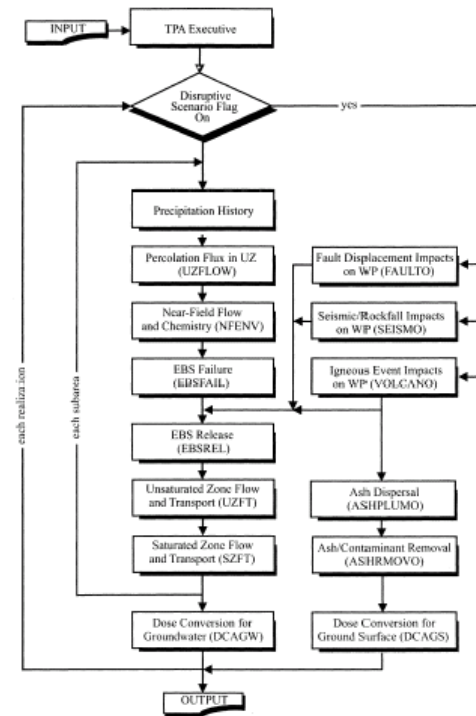 INPUT
TPA Executive
Disruptive
Scenario Flag
On
yes
Precipitation History
Percolation Flux in UZ
(UZFLOW)
Fault Displacement Impacts
on WP (FAULTO)
Near-Field Flow
and Chemistry (NFENV)
Seismic/Rockfall Impacts
on WP (SEISMO)
EBS Failure
(EBSFAIL)
Igneous Event Impacts
on WP (VOLCANO)
each realization
each subarea
EBS Release
(EBSREL)
Unsaturated Zone Flow
and Transport (UZFT)
Ash Dispersal
(ASHPLUMO)
Saturated Zone Flow
and Transport (SZFT)
Ash/Contaminant Removal
(ASHRMOVO)
Dose Conversion for
Groundwater (DCAGW)
Dose Conversion for
Ground Surface (DCAGS)
OUTPUT